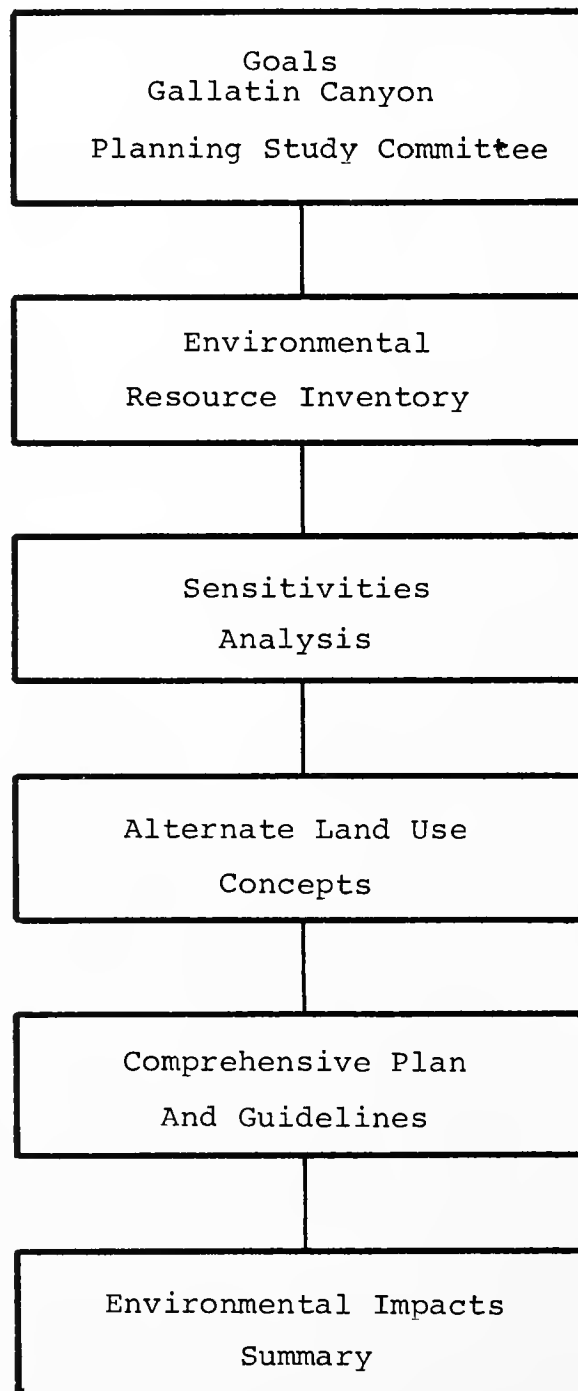 Goals
Gallatin Canyon
Planning Study Committee
Environmental
Resource Inventory
Sensitivities
Analysis
Alternate Land Use
Concepts
Comprehensive Plan
And Guidelines
Environmental Impacts
Summary